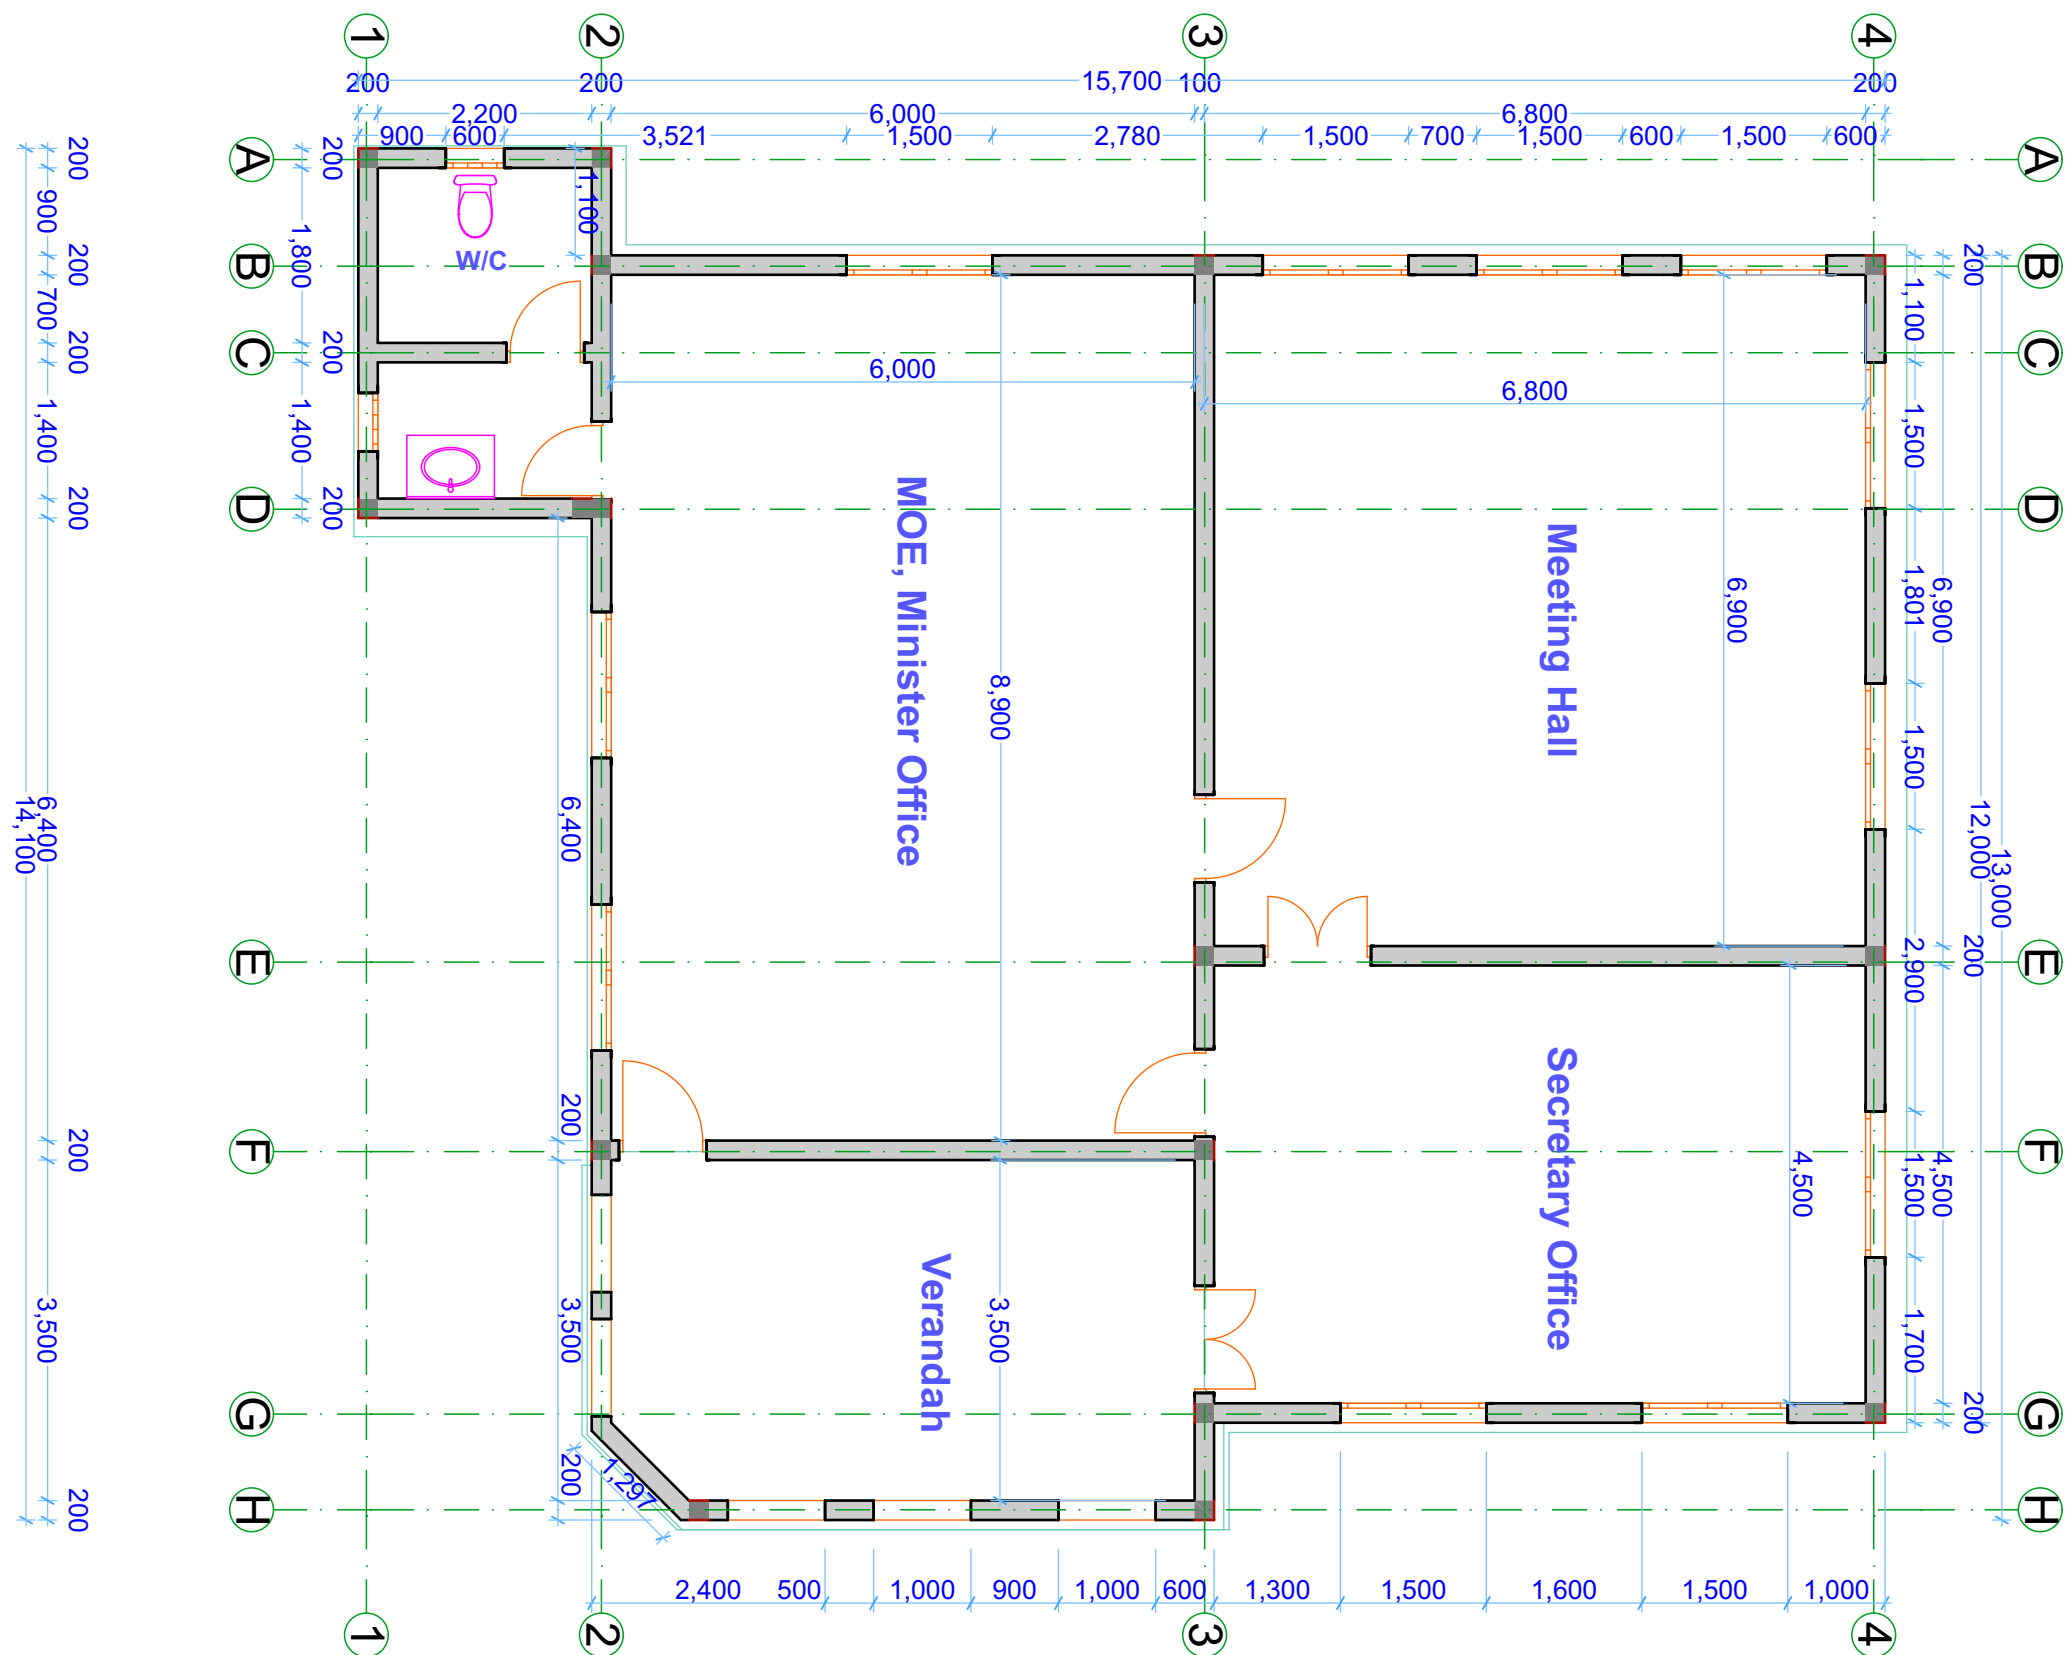 1 2 3 4
200 200 15,700 100 200
2,200 6,000 6,800
900 600 3,521 1,500 2,780 1,500 700 1,500 600 1,500 600
A 200 200 1,100 A
900 1,800
B 200 W/C 200 B
700 1,100
C 200 200 C
6,000 6,800
1,400 1,400 1,500
D 200 200 D
MOE, Minister Office
Meeting Hall
6,900 1,801 6,900
8,900
1,500
6,400 14,100 6,400 12,000 13,000
E 2,900 200 E
Secretary Office
200
F 200 4,500 1,500 4,500 F
Verandah
3,500 3,500 3,500 1,700
G 200 G
1,297
200
H 200 H
2,400 500 1,000 900 1,000 600 1,300 1,500 1,600 1,500 1,000
1 2 3 4